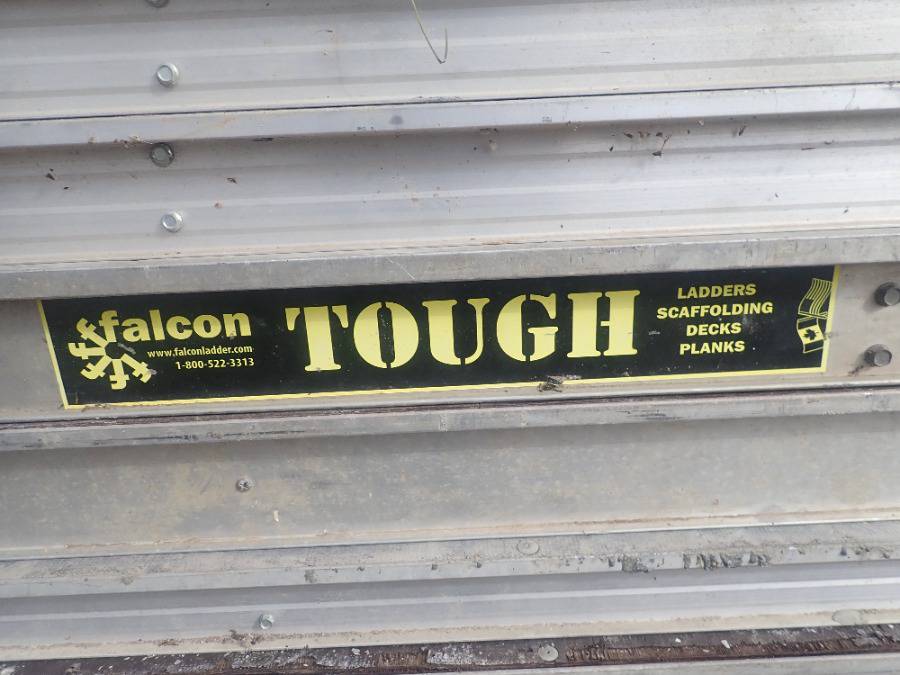 falcon
www.falconladder.com
1-800-522-3313
TOUGH
LADDERS
SCAFFOLDING
DECKS
PLANKS